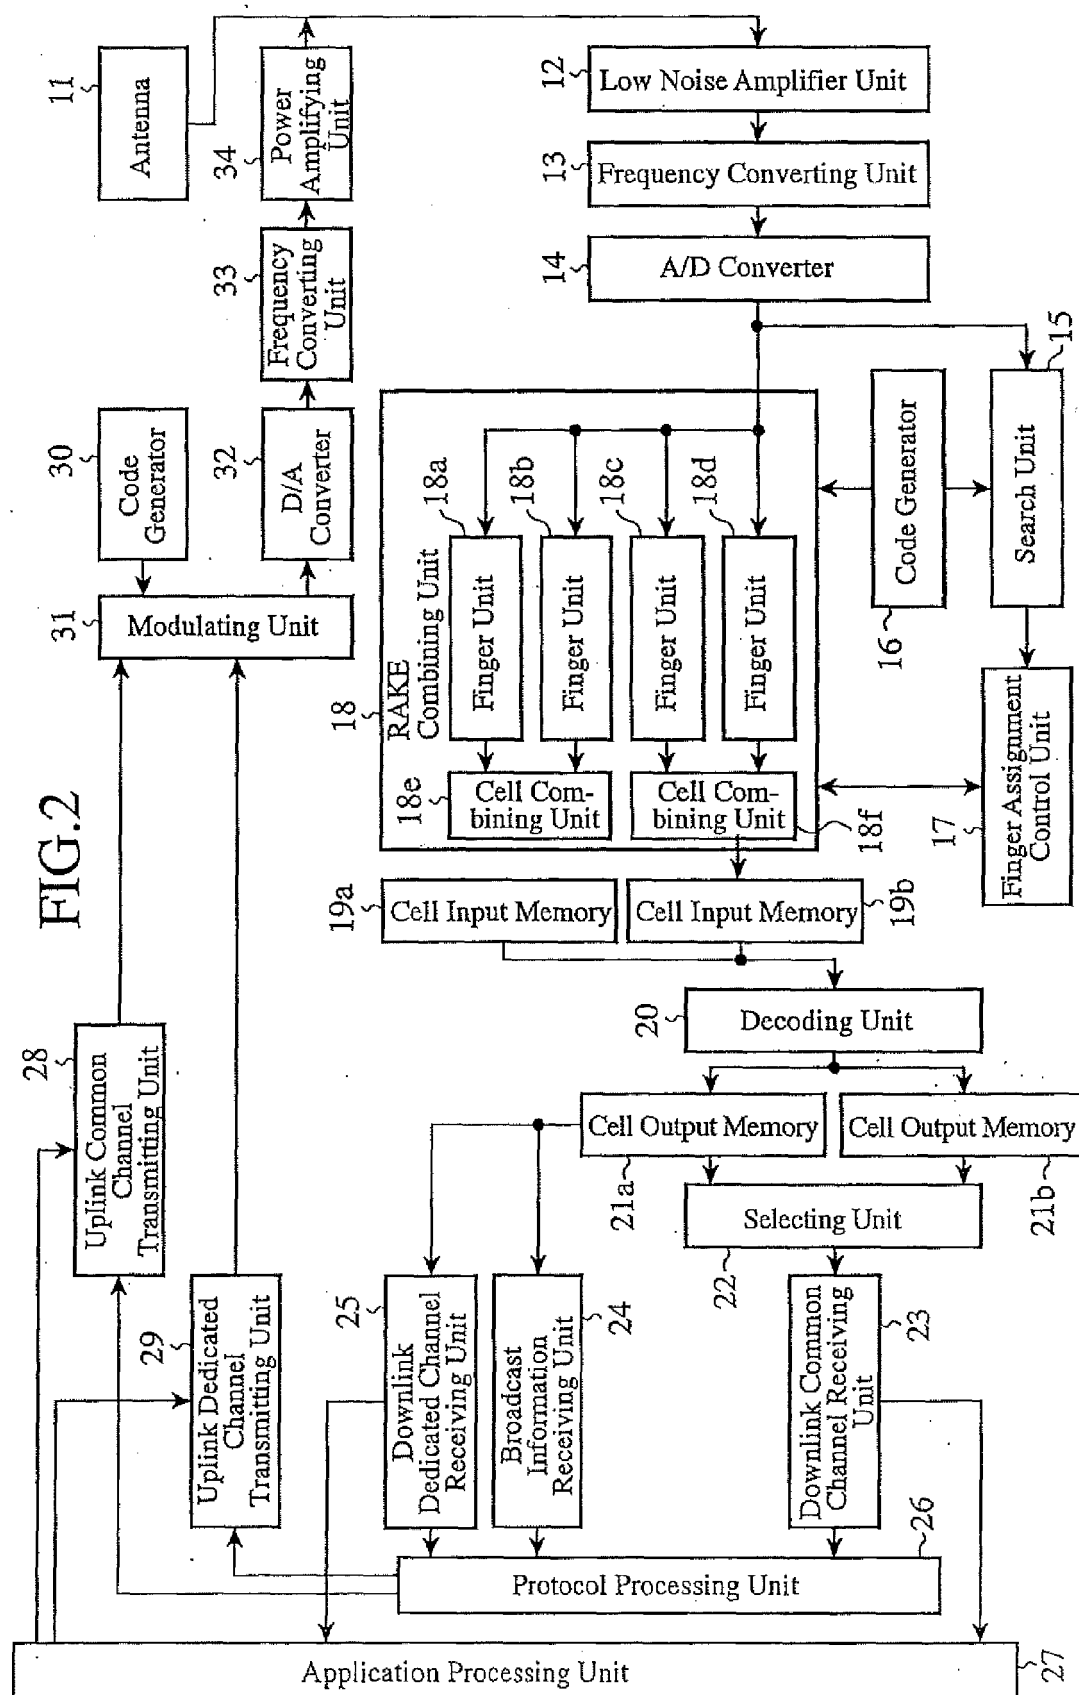 FIG.2
11
Antenna
34
Power
Amplifying
Unit
33
Frequency
Converting
Unit
32
D/A
Converter
30
Code
Generator
31
Modulating Unit
28
Uplink Common
Channel
Transmitting Unit
29
Uplink Dedicated
Channel
Transmitting Unit
12
Low Noise Amplifier Unit
13
Frequency Converting Unit
14
A/D Converter
15
Search Unit
16
Code Generator
17
Finger Assignment
Control Unit
18
RAKE
Combining Unit
18a
Finger Unit
18b
Finger Unit
18c
Finger Unit
18d
Finger Unit
18e
Cell Com-
bining Unit
Cell Com-
bining Unit
18f
19a
Cell Input Memory
Cell Input Memory
19b
20
Decoding Unit
Cell Output Memory
21a
Cell Output Memory
21b
Selecting Unit
22
25
Downlink
Dedicated Channel
Receiving Unit
Broadcast
Information
Receiving Unit
24
Downlink Common
Channel Receiving
Unit
23
26
Protocol Processing Unit
Application Processing Unit
27